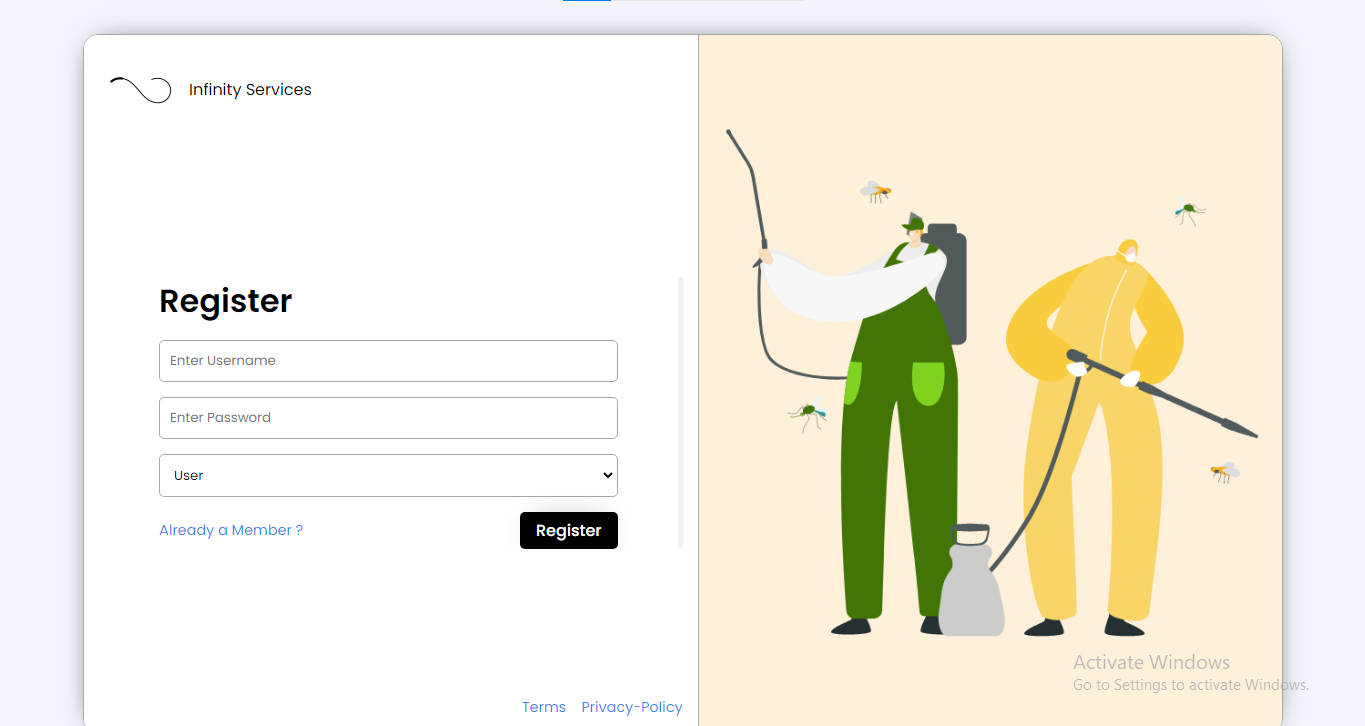 Infinity Services
Register
Enter Username
Enter Password
User
Already a Member ?
Register
Terms Privacy-Policy
Activate Windows
Go to Settings to activate Windows.